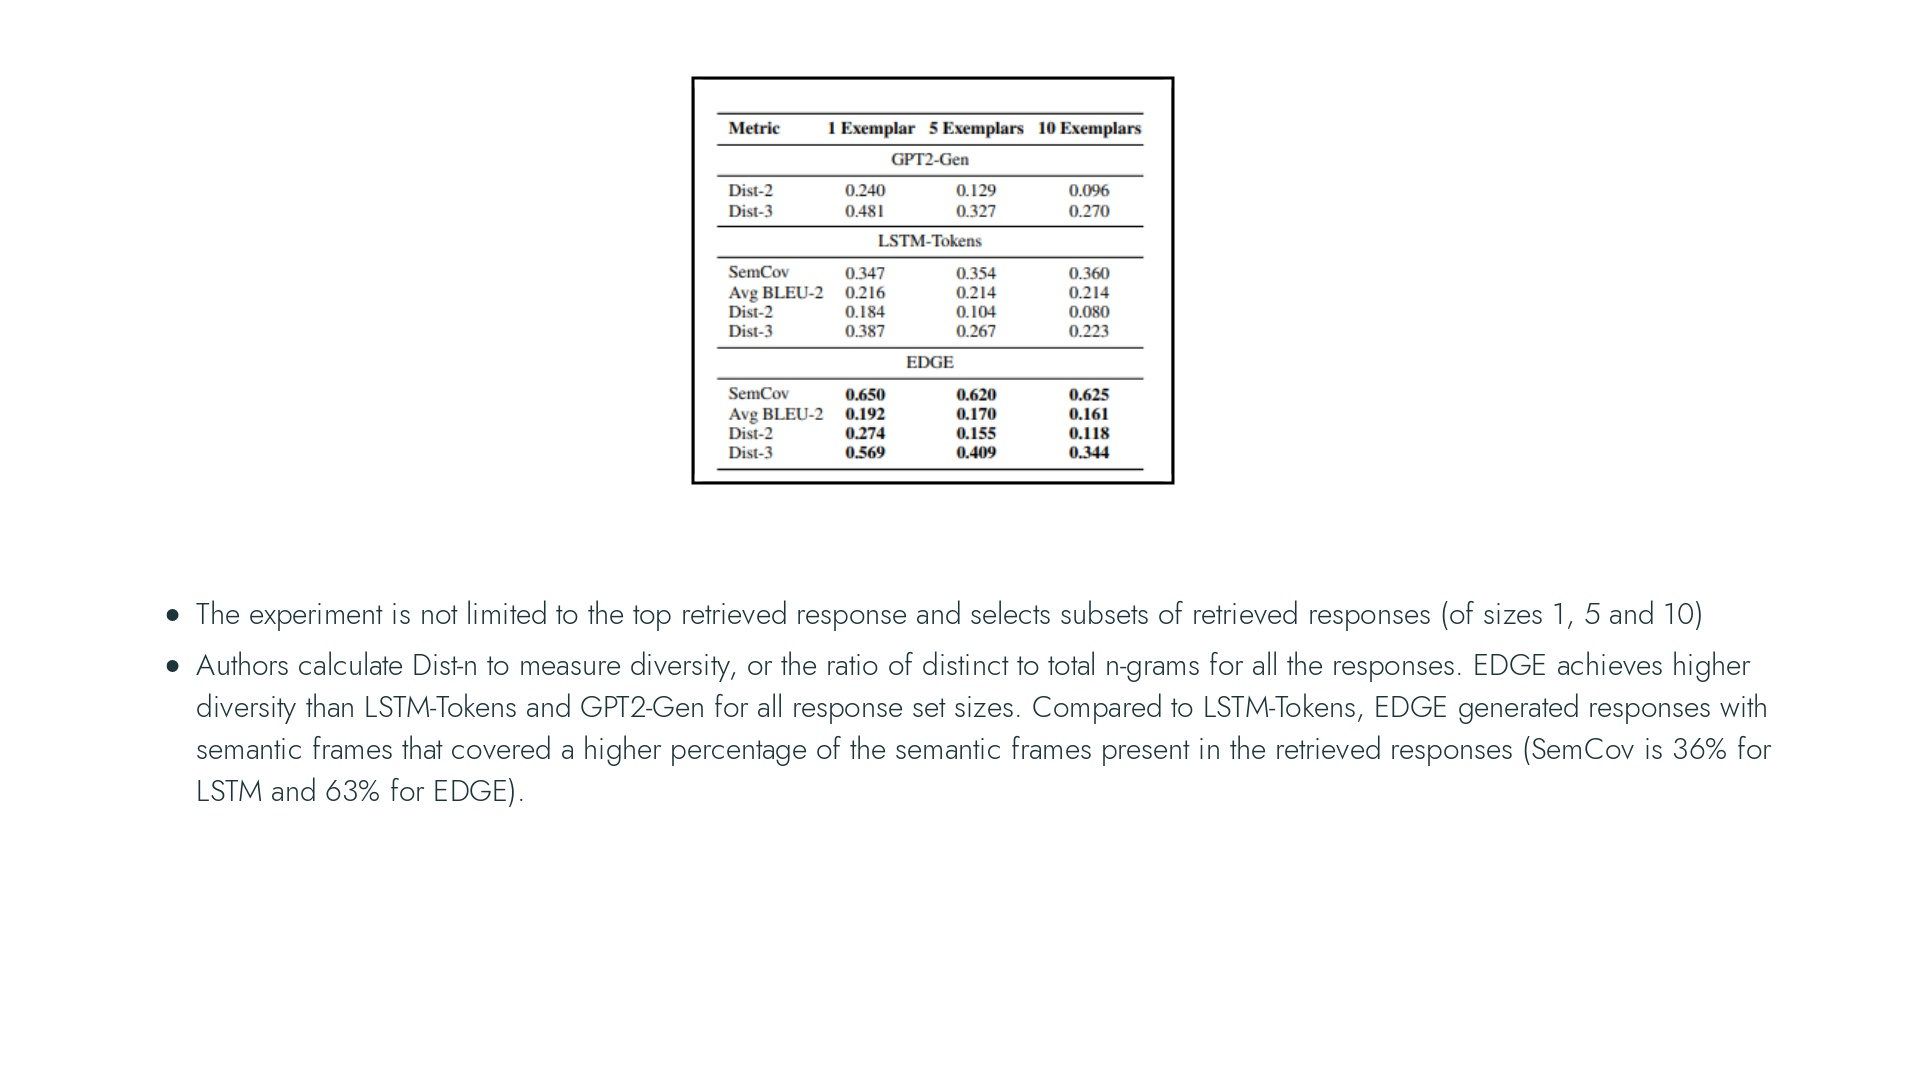 Metric 1 Exemplar 5 Exemplars 10 Exemplars
GPT2-Gen
Dist-2 0.240 0.129 0.096
Dist-3 0.481 0.327 0.270
LSTM-Tokens
SemCov 0.347 0.354 0.360
Avg BLEU-2 0.216 0.214 0.214
Dist-2 0.184 0.104 0.080
Dist-3 0.387 0.267 0.223
EDGE
SemCov 0.650 0.620 0.625
Avg BLEU-2 0.192 0.170 0.161
Dist-2 0.274 0.155 0.118
Dist-3 0.569 0.409 0.344
● The experiment is not limited to the top retrieved response and selects subsets of retrieved responses (of sizes 1, 5 and 10)
● Authors calculate Dist-n to measure diversity, or the ratio of distinct to total n-grams for all the responses. EDGE achieves higher
diversity than LSTM-Tokens and GPT2-Gen for all response set sizes. Compared to LSTM-Tokens, EDGE generated responses with
semantic frames that covered a higher percentage of the semantic frames present in the retrieved responses (SemCov is 36% for
LSTM and 63% for EDGE).